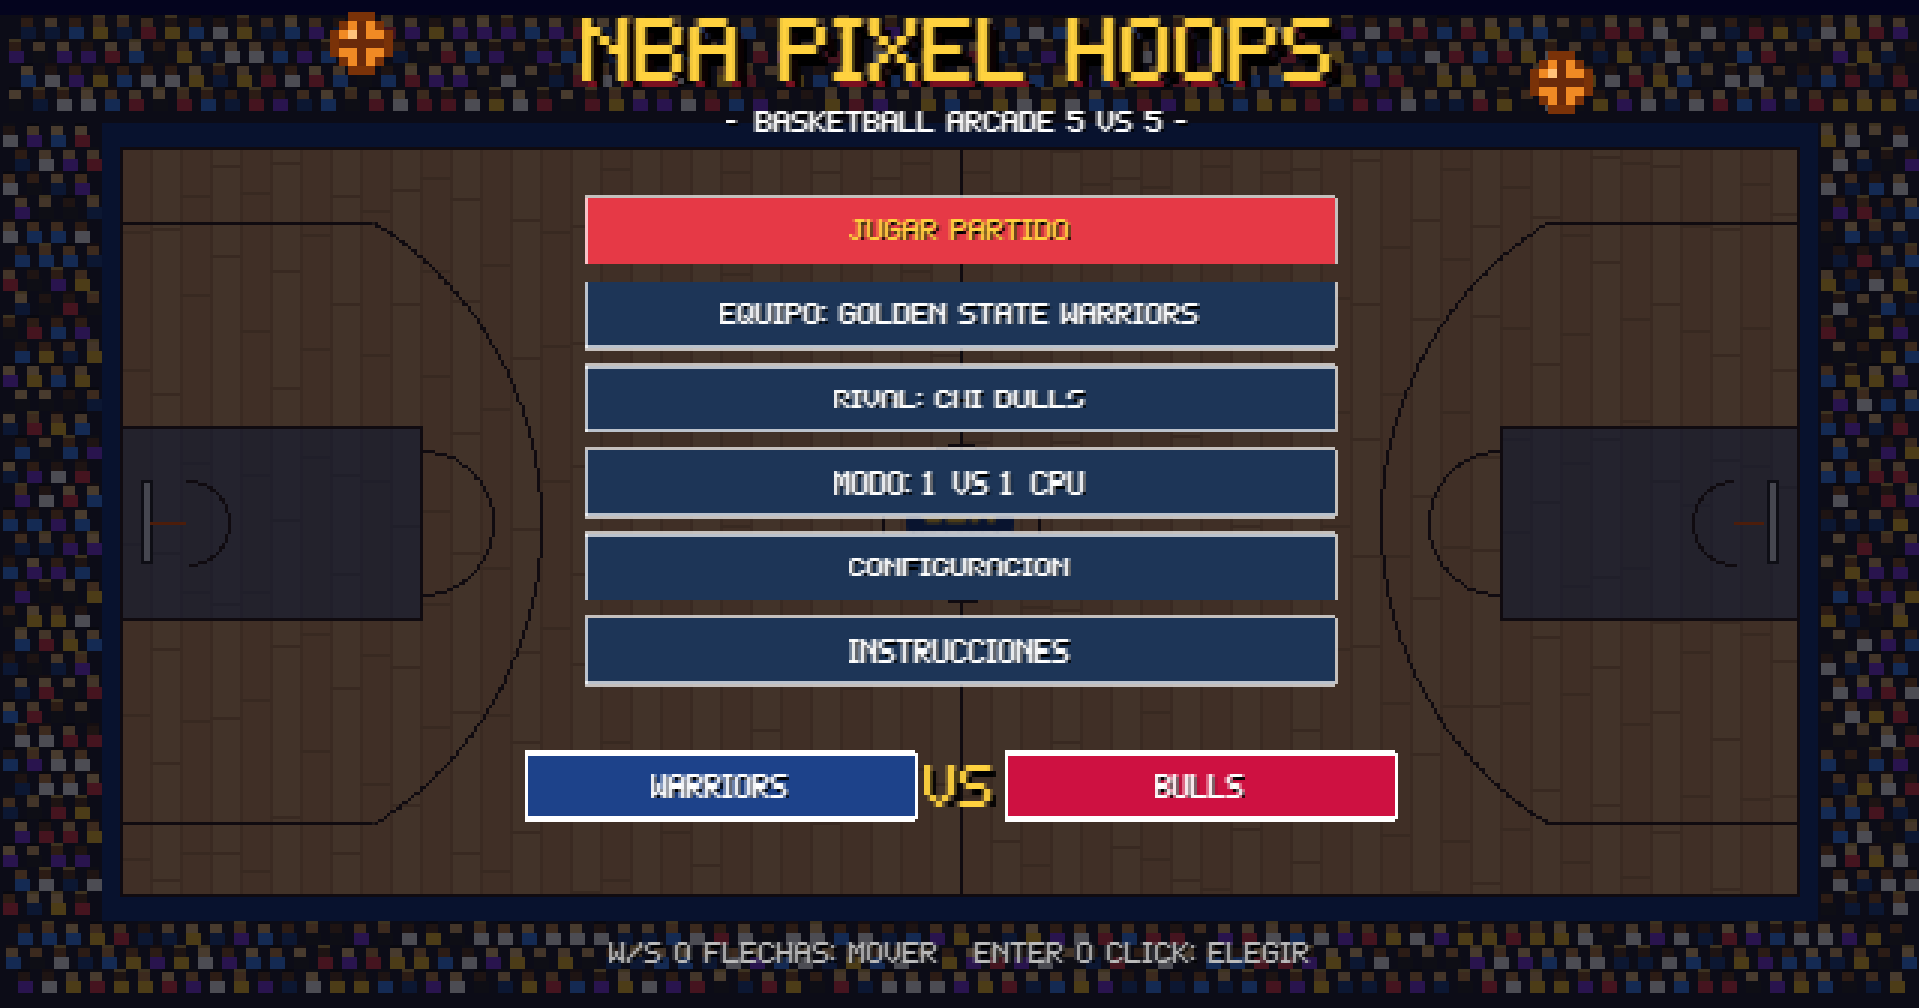 NBA PIXEL HOOPS
- BASKETBALL ARCADE 5 VS 5 -
JUGAR PARTIDO
EQUIPO: GOLDEN STATE WARRIORS
RIVAL: CHI BULLS
MODO: 1 VS 1 CPU
CONFIGURACION
INSTRUCCIONES
WARRIORS VS BULLS
W/S O FLECHAS: MOVER ENTER O CLICK: ELEGIR